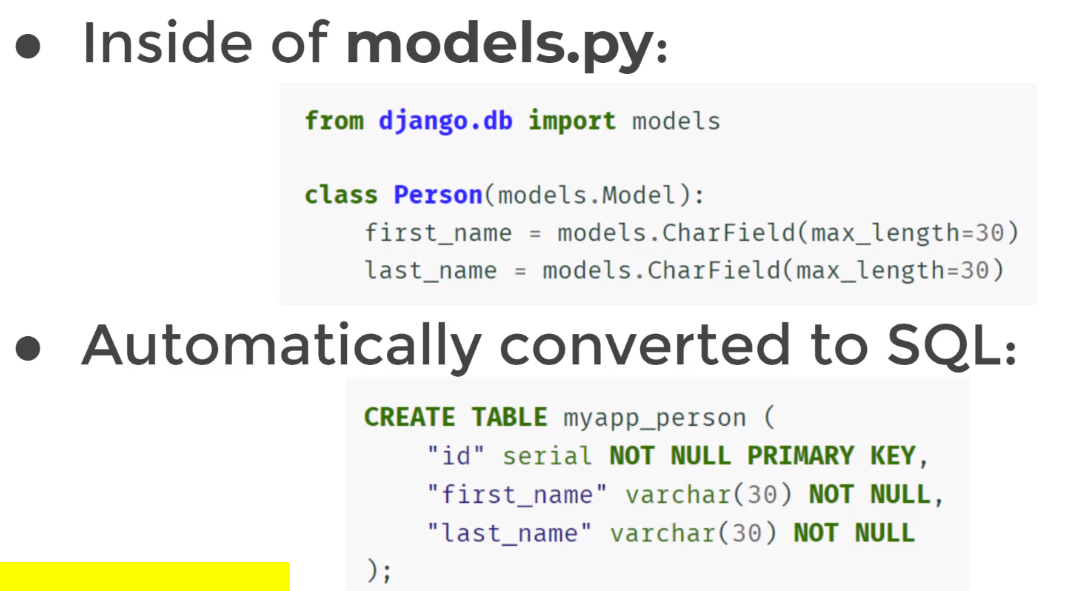 ● Inside of models.py:
from django.db import models
class Person(models.Model):
    first_name = models.CharField(max_length=30)
    last_name = models.CharField(max_length=30)
● Automatically converted to SQL:
CREATE TABLE myapp_person (
    "id" serial NOT NULL PRIMARY KEY,
    "first_name" varchar(30) NOT NULL,
    "last_name" varchar(30) NOT NULL
);